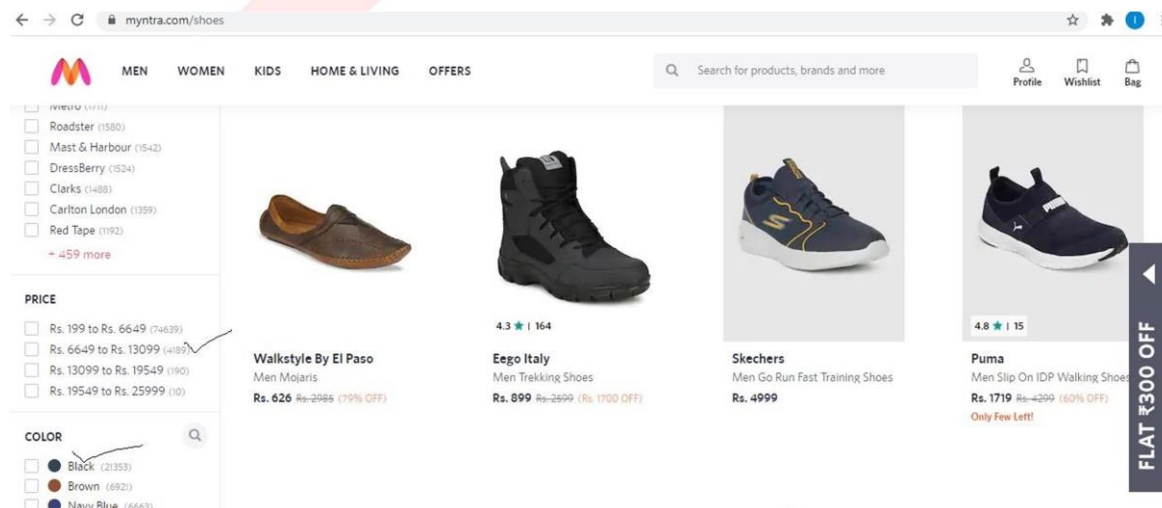 myntra.com/shoes
MEN WOMEN KIDS HOME & LIVING OFFERS
Search for products, brands and more
Profile Wishlist Bag
Metro (1711)
Roadster (1580)
Mast & Harbour (1542)
DressBerry (1524)
Clarks (1488)
Carlton London (1359)
Red Tape (1192)
+ 459 more
PRICE
Rs. 199 to Rs. 6649 (74639)
Rs. 6649 to Rs. 13099 (4189)
Rs. 13099 to Rs. 19549 (190)
Rs. 19549 to Rs. 25999 (10)
COLOR
Black (21353)
Brown (6921)
Navy Blue (6663)
Walkstyle By El Paso
Men Mojaris
Rs. 626 Rs. 2985 (79% OFF)
4.3 ★ | 164
Eego Italy
Men Trekking Shoes
Rs. 899 Rs. 2599 (Rs. 1700 OFF)
Skechers
Men Go Run Fast Training Shoes
Rs. 4999
PUMA
4.8 ★ | 15
Puma
Men Slip On IDP Walking Shoes
Rs. 1719 Rs. 4299 (60% OFF)
Only Few Left!
FLAT ₹300 OFF